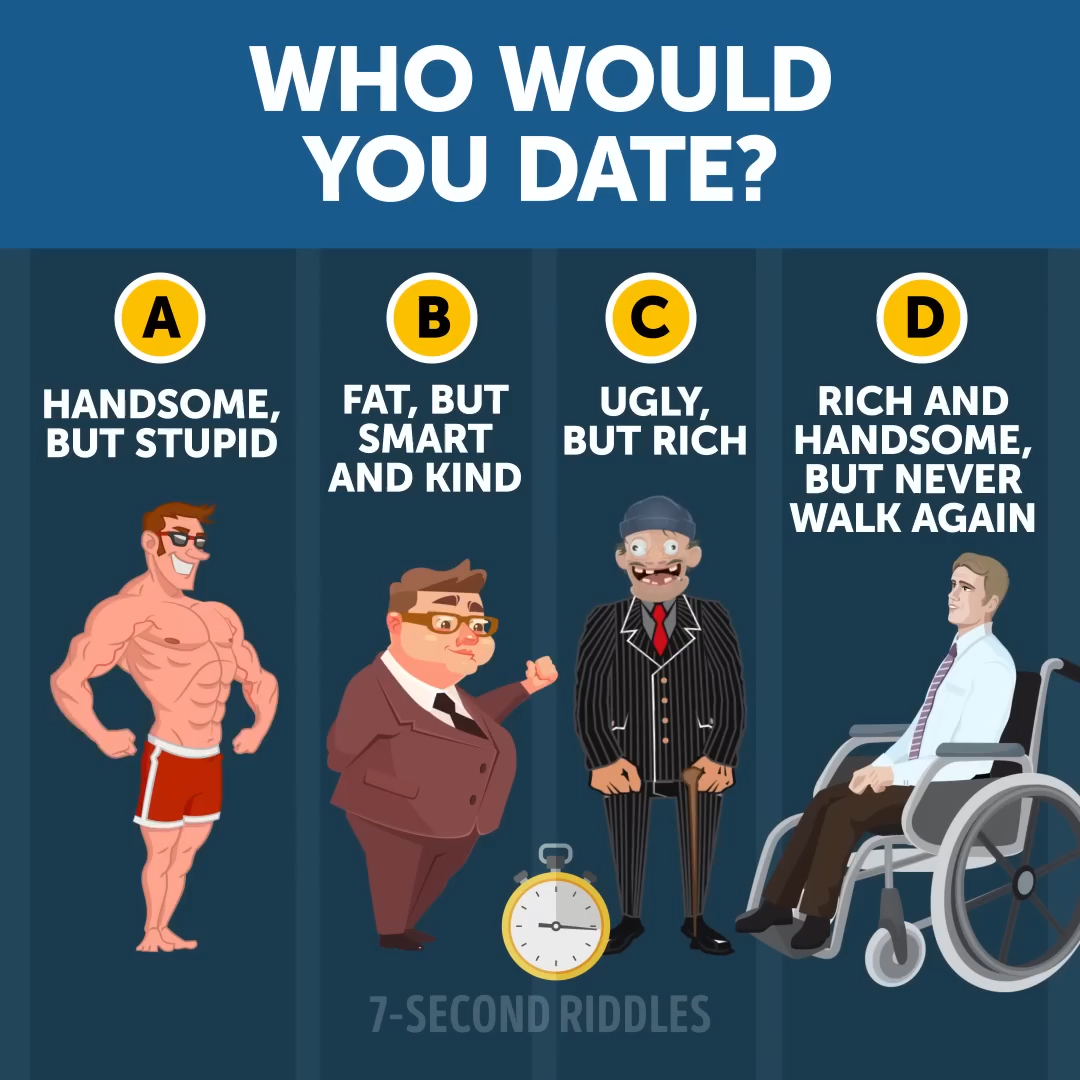 WHO WOULD
YOU DATE?
A
HANDSOME,
BUT STUPID
B
FAT, BUT
SMART
AND KIND
C
UGLY,
BUT RICH
D
RICH AND
HANDSOME,
BUT NEVER
WALK AGAIN
7-SECOND RIDDLES